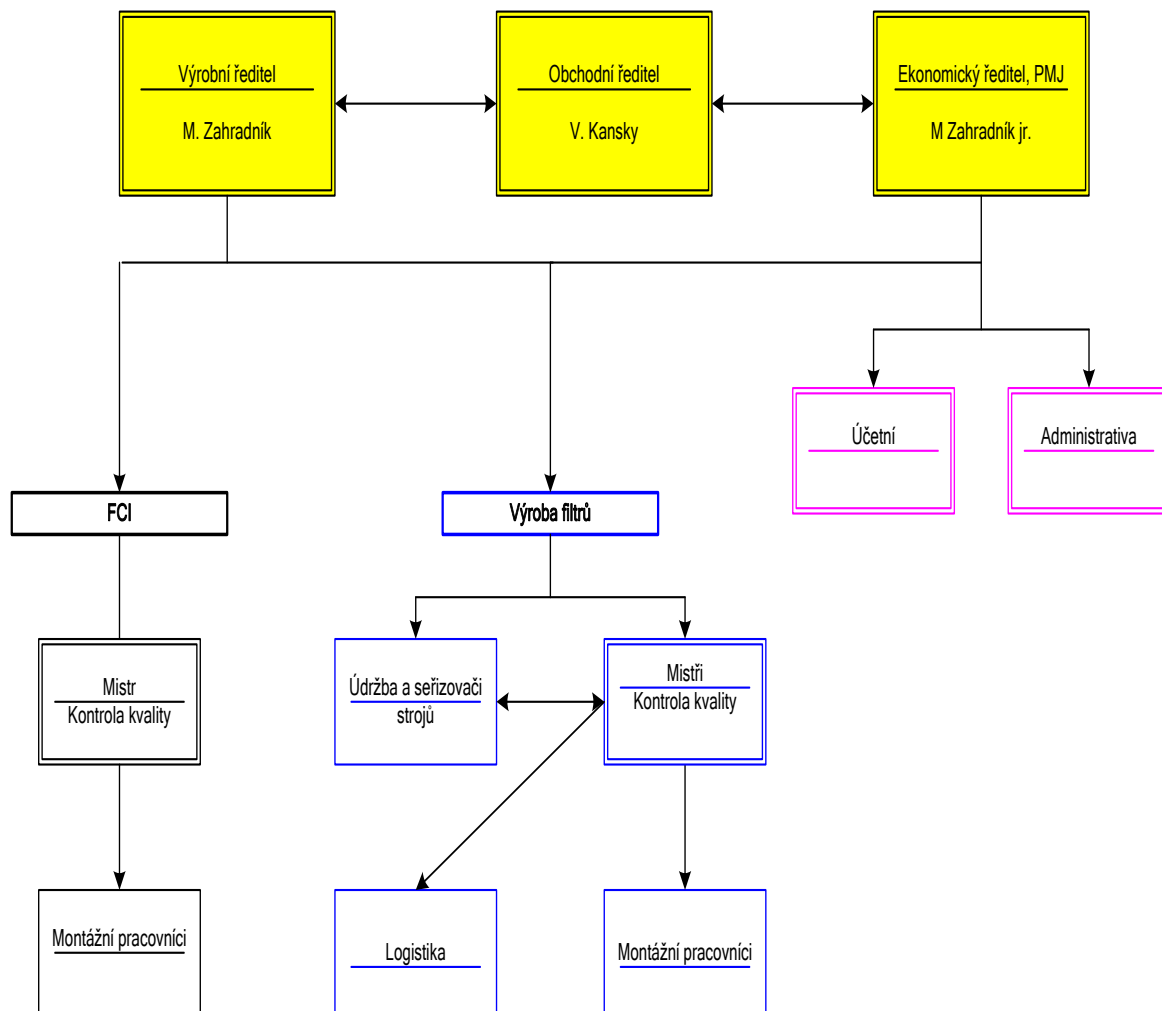 Výrobní ředitel
M. Zahradník
Obchodní ředitel
V. Kansky
Ekonomický ředitel, PMJ
M Zahradník jr.
Účetní
Administrativa
FCI
Výroba filtrů
Mistr
Kontrola kvality
Údržba a seřizovači
strojů
Mistři
Kontrola kvality
Montážní pracovníci
Logistika
Montážní pracovníci